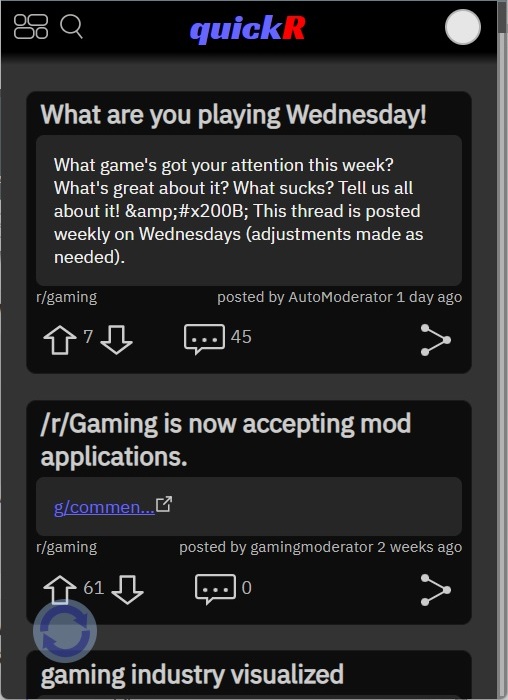 quickR
What are you playing Wednesday!
What game's got your attention this week?
What's great about it? What sucks? Tell us all
about it! &amp;#x200B; This thread is posted
weekly on Wednesdays (adjustments made as
needed).
r/gaming posted by AutoModerator 1 day ago
7 45
/r/Gaming is now accepting mod
applications.
g/commen...
r/gaming posted by gamingmoderator 2 weeks ago
61 0
gaming industry visualized